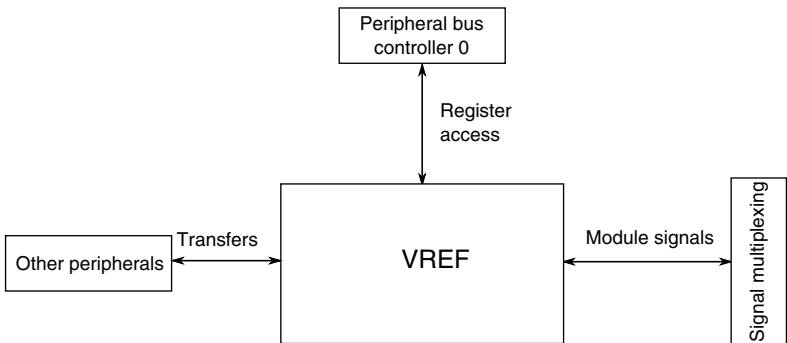 Peripheral bus
controller 0
Register
access
Other peripherals
Transfers
VREF
Module signals
Signal multiplexing